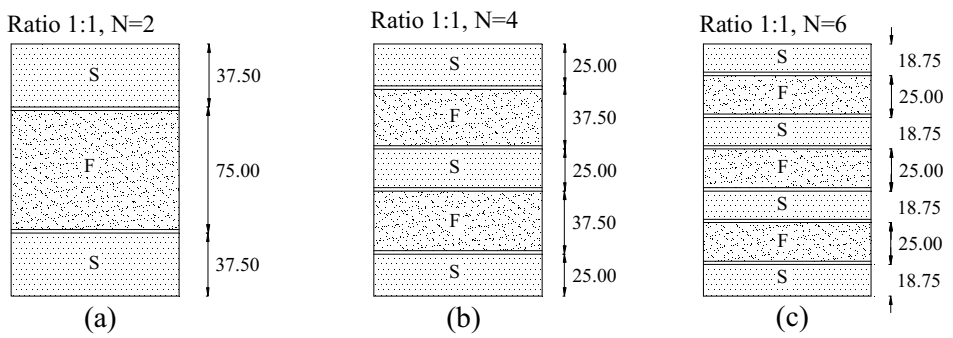 Ratio 1:1, N=2
S
37.50
F
75.00
S
37.50
(a)
Ratio 1:1, N=4
S
25.00
F
37.50
S
25.00
F
37.50
S
25.00
(b)
Ratio 1:1, N=6
S
18.75
F
25.00
S
18.75
F
25.00
S
18.75
F
25.00
S
18.75
(c)